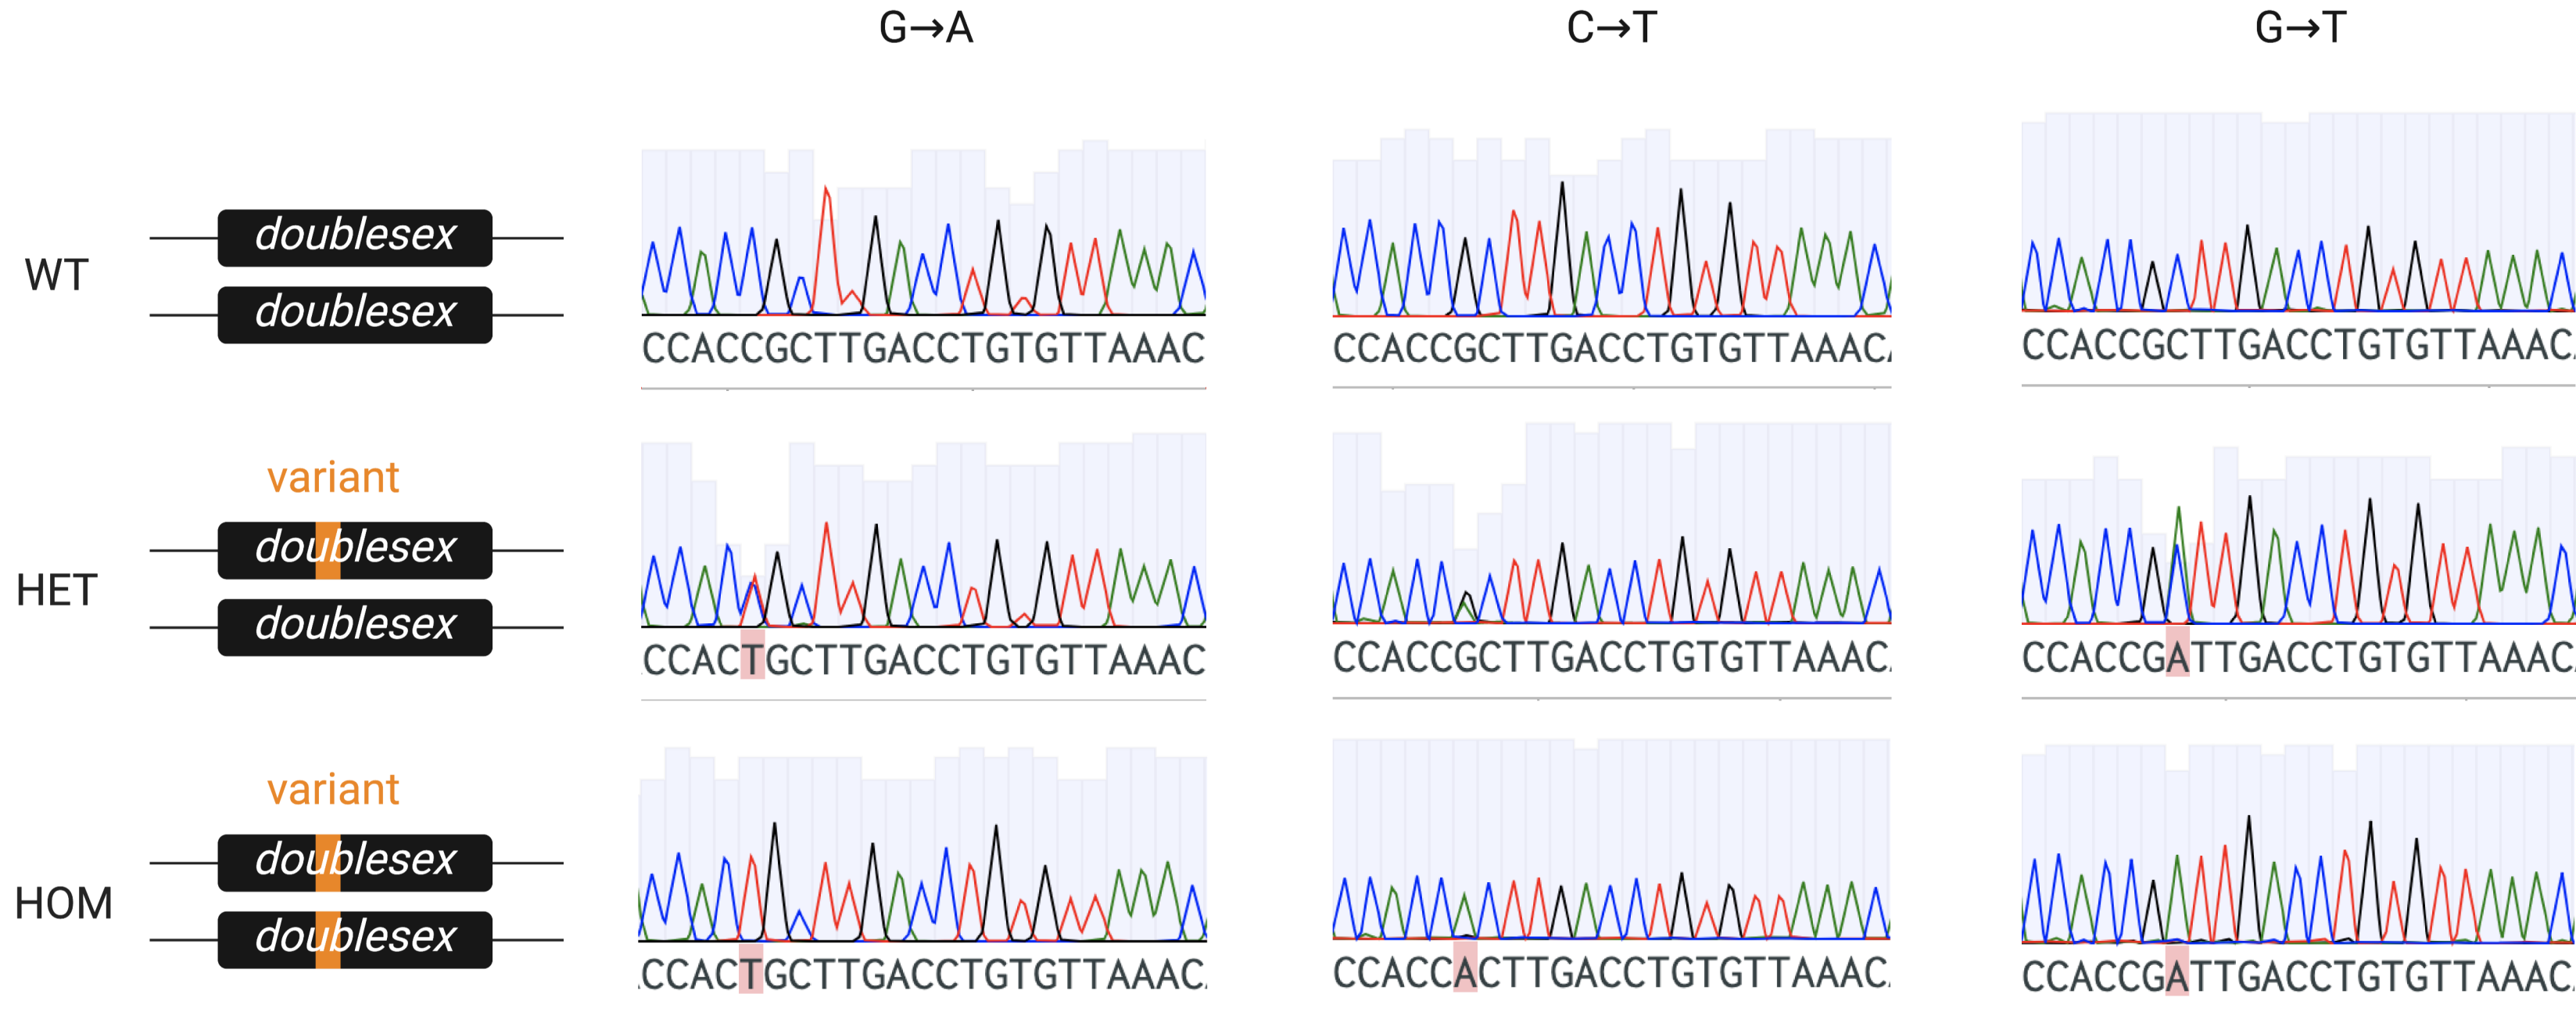 G→A
C→T
G→T
WT
doublesex
doublesex
CCACCGCTTGACCTGTGTTAAAC
CCACCGCTTGACCTGTGTTAAAC
CCACCGCTTGACCTGTGTTAAAC
HET
variant
doublesex
doublesex
CCACTGCTTGACCTGTGTTAAAC
CCACCGCTTGACCTGTGTTAAAC
CCACCGATTGACCTGTGTTAAAC
HOM
variant
doublesex
doublesex
CCACTGCTTGACCTGTGTTAAAC
CCACCACTTGACCTGTGTTAAAC
CCACCGATTGACCTGTGTTAAAC